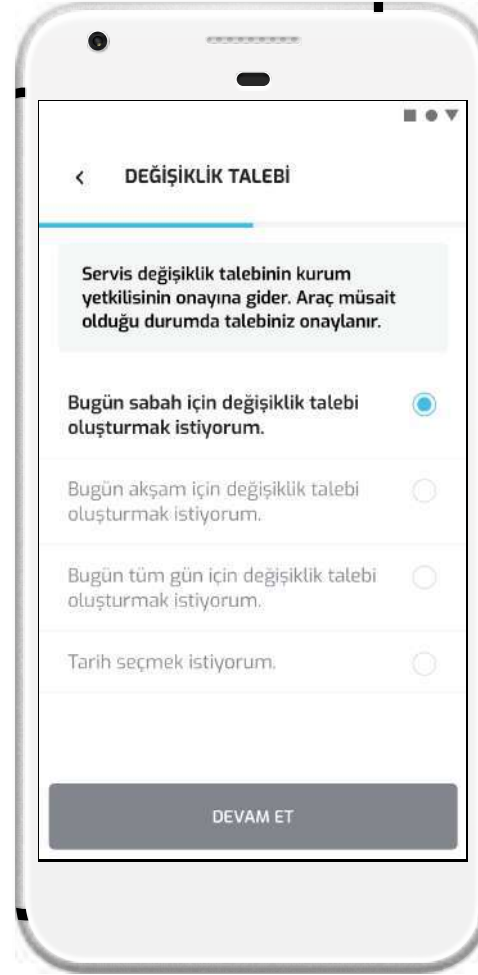 DEĞİŞİKLİK TALEBİ
Servis değişiklik talebinin kurum
yetkilisinin onayına gider. Araç müsait
olduğu durumda talebiniz onaylanır.
Bugün sabah için değişiklik talebi
oluşturmak istiyorum.
Bugün akşam için değişiklik talebi
oluşturmak istiyorum.
Bugün tüm gün için değişiklik talebi
oluşturmak istiyorum.
Tarih seçmek istiyorum.
DEVAM ET